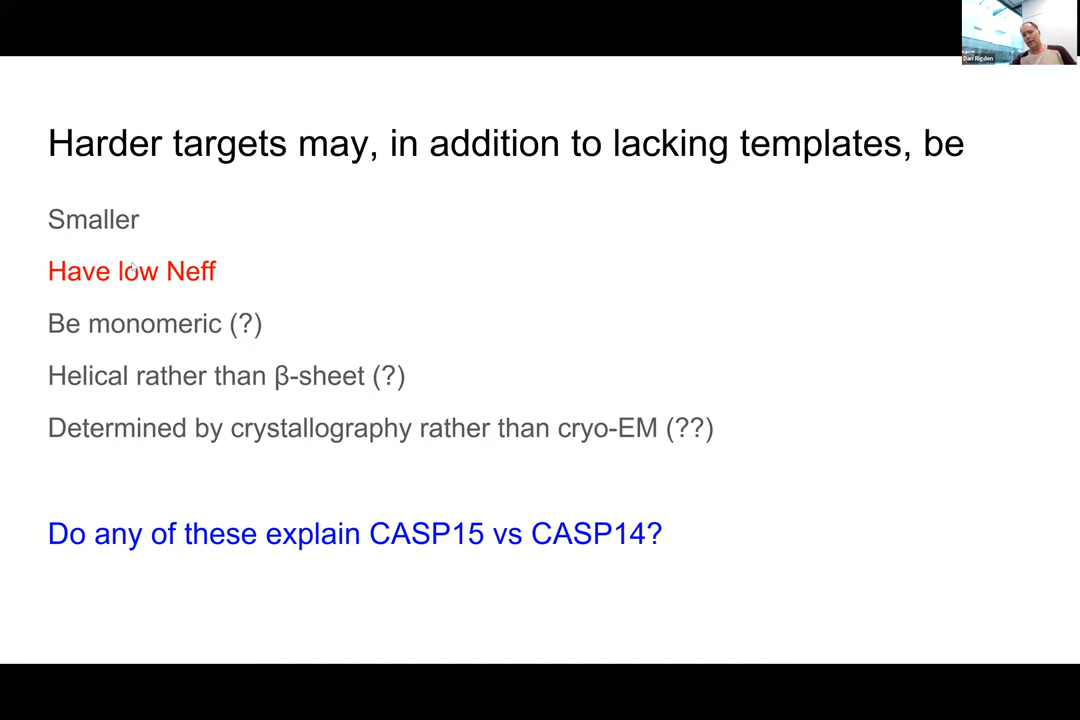 Dan Rigden
Harder targets may, in addition to lacking templates, be
Smaller
Have low Neff
Be monomeric (?)
Helical rather than β-sheet (?)
Determined by crystallography rather than cryo-EM (??)
Do any of these explain CASP15 vs CASP14?